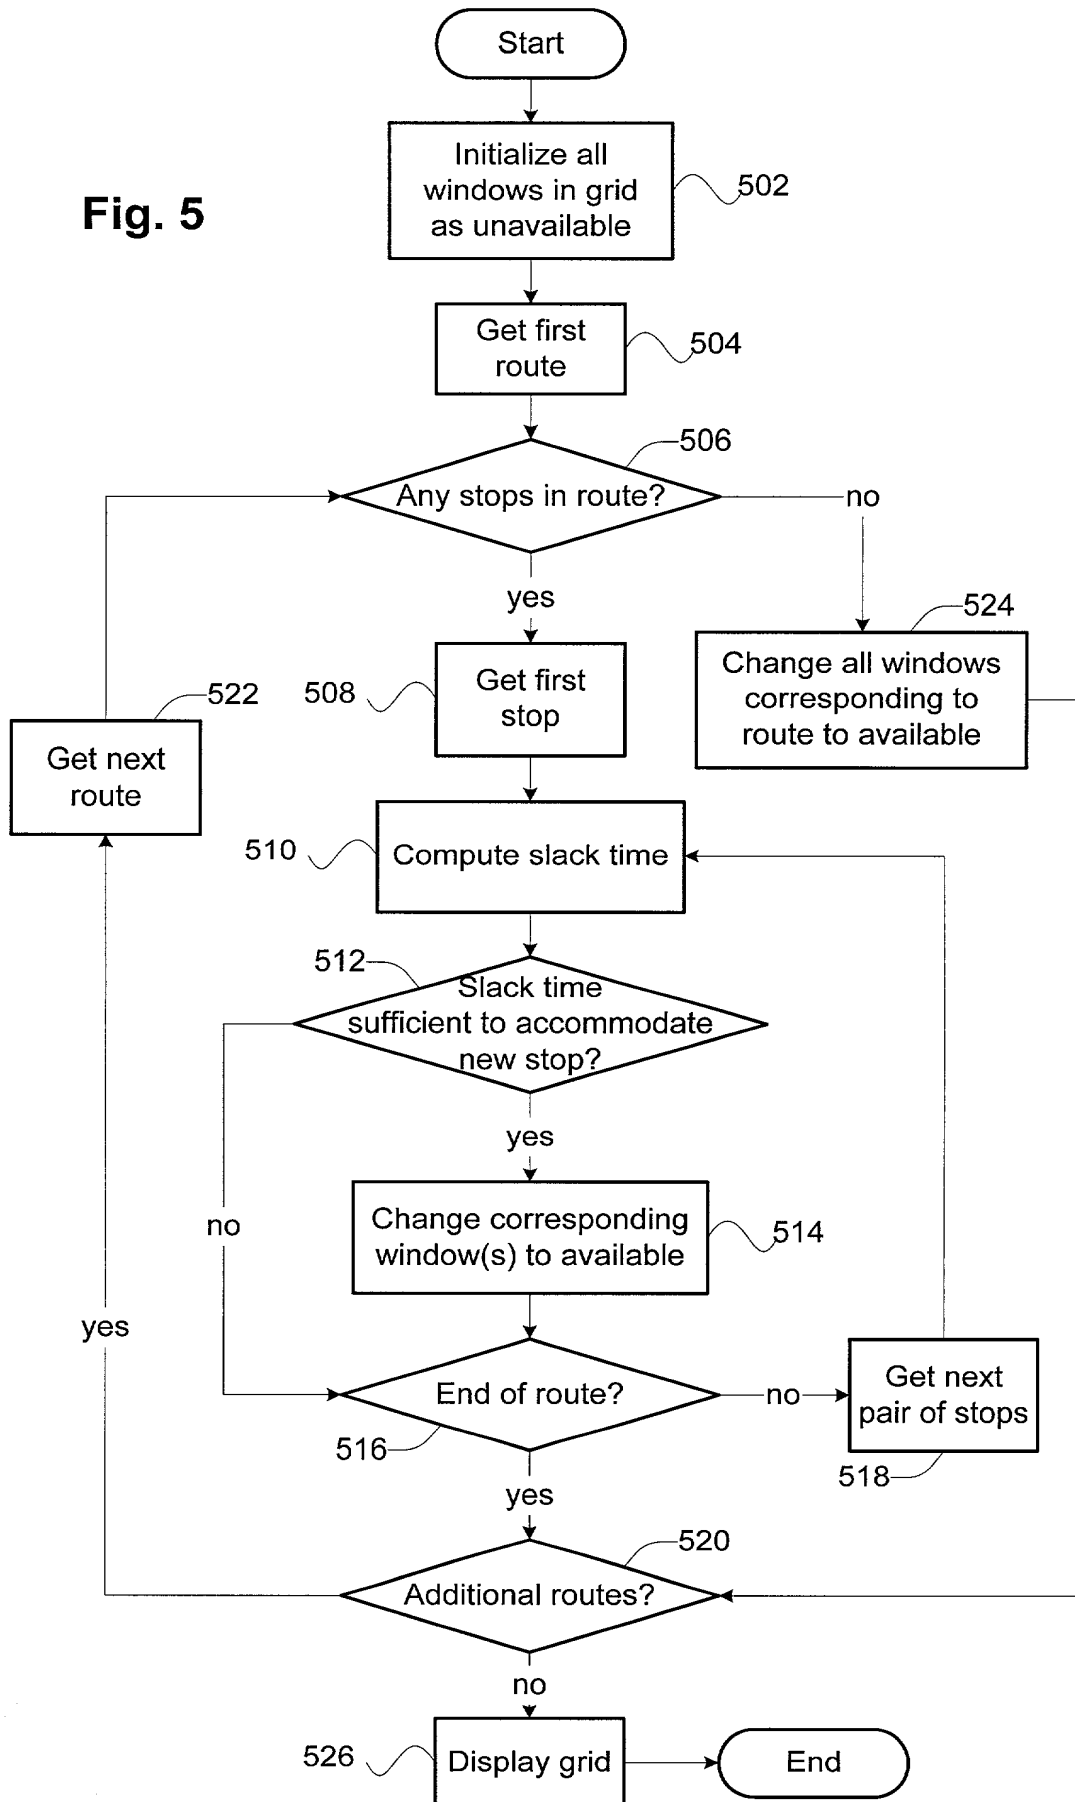 Start
Initialize all
windows in grid
as unavailable
502
Fig. 5
Get first
route
504
506
Any stops in route?
no
yes
524
Change all windows
corresponding to
route to available
508
Get first
stop
522
Get next
route
510
Compute slack time
512
Slack time
sufficient to accommodate
new stop?
yes
no
Change corresponding
window(s) to available
514
yes
End of route?
no
Get next
pair of stops
516
518
yes
520
Additional routes?
no
526
Display grid
End